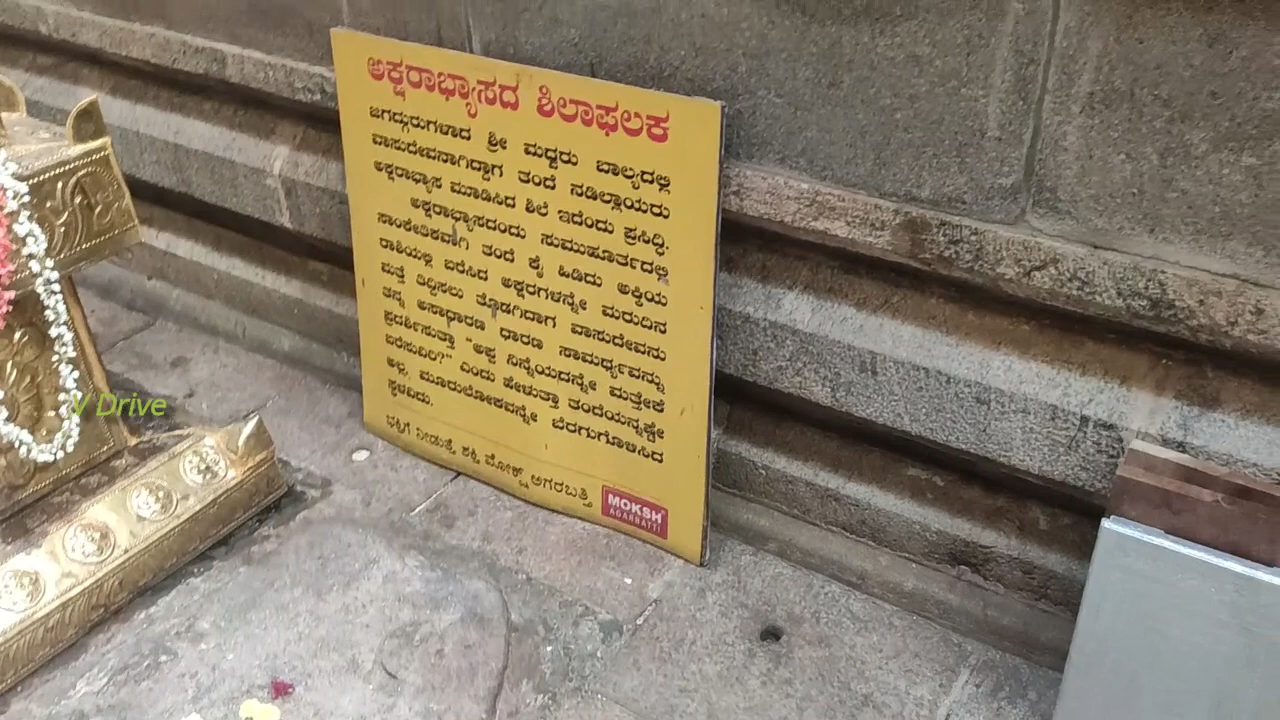 ಅಕ್ಷರಾಭ್ಯಾಸದ ಶಿಲಾಫಲಕ
ಜಗದ್ಗುರುಗಳಾದ ಶ್ರೀ ಮಧ್ವರು ಬಾಲ್ಯದಲ್ಲಿ
ವಾಸುದೇವನಾಗಿದ್ದಾಗ ತಂದೆ ನಡಿಲ್ಲಾಯರು
ಅಕ್ಷರಾಭ್ಯಾಸ ಮಾಡಿಸಿದ ಶಿಲೆ ಇದೆಂದು ಪ್ರಸಿದ್ಧಿ.
ಅಕ್ಷರಾಭ್ಯಾಸದಂದು ಸುಮುಹೂರ್ತದಲ್ಲಿ
ಸಾಂಕೇತಿಕವಾಗಿ ತಂದೆ ಕೈ ಹಿಡಿದು ಅಕ್ಕಿಯ
ರಾಶಿಯಲ್ಲಿ ಬರೆಸಿದ ಅಕ್ಷರಗಳನ್ನೇ ಮರುದಿನ
ಮತ್ತೆ ತಿದ್ದಿಸಲು ತೊಡಗಿದಾಗ ವಾಸುದೇವನು
ತನ್ನ ಅಸಾಧಾರಣ ಧಾರಣ ಸಾಮರ್ಥ್ಯವನ್ನು
ಪ್ರದರ್ಶಿಸುತ್ತಾ "ಅಪ್ಪ ನಿನ್ನೆಯದನ್ನೇ ಮತ್ತೇಕೆ
ಬರೆಸುವಿರಿ?" ಎಂದು ಹೇಳುತ್ತಾ ತಂದೆಯನ್ನಷ್ಟೇ
ಅಲ್ಲ, ಮೂರುಲೋಕವನ್ನೇ ಬೆರಗುಗೊಳಿಸಿದ
ಸ್ಥಳವಿದು.
ಭಕ್ತಿಗೆ ನೀಡುತ್ತೆ ಶಕ್ತಿ ಮೋಕ್ಷ್ ಅಗರಬತ್ತಿ
MOKSH
AGARBATTI
V Drive